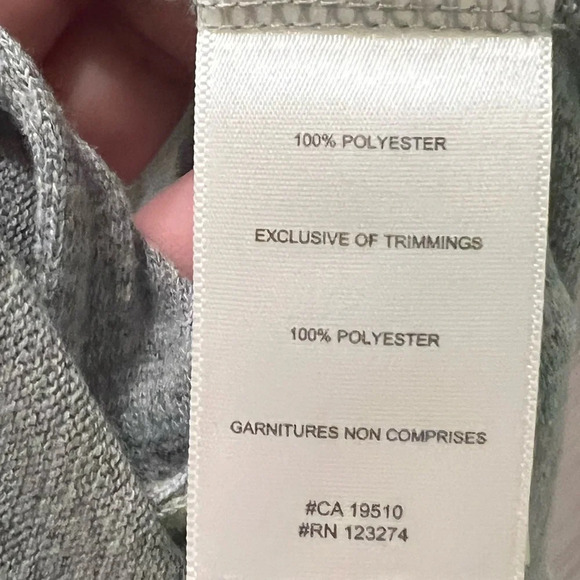 100% POLYESTER
EXCLUSIVE OF TRIMMINGS
100% POLYESTER
GARNITURES NON COMPRISES
#CA 19510
#RN 123274